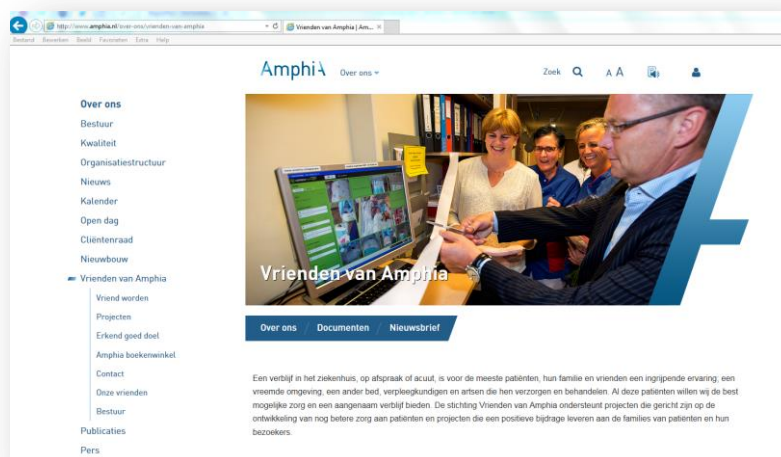 http://www.amphia.nl/over-ons/vrienden-van-amphia
Vrienden van Amphia | Am...
Bestand Bewerken Beeld Favorieten Extra Help
Amphia
Over ons
Zoek
A A
Over ons
Bestuur
Kwaliteit
Organisatiestructuur
Nieuws
Kalender
Open dag
Cliëntenraad
Nieuwbouw
Vrienden van Amphia
Vriend worden
Projecten
Erkend goed doel
Amphia boekenwinkel
Contact
Onze vrienden
Bestuur
Publicaties
Pers
Vrienden van Amphia
Over ons / Documenten / Nieuwsbrief
Een verblijf in het ziekenhuis, op afspraak of acuut, is voor de meeste patiënten, hun familie en vrienden een ingrijpende ervaring, een
vreemde omgeving, een ander bed, verpleegkundigen en artsen die hen verzorgen en behandelen. Al deze patiënten willen wij de best
mogelijke zorg en een aangenaam verblijf bieden. De stichting Vrienden van Amphia ondersteunt projecten die gericht zijn op de
ontwikkeling van nog betere zorg aan patiënten en projecten die een positieve bijdrage leveren aan de families van patiënten en hun
bezoekers.